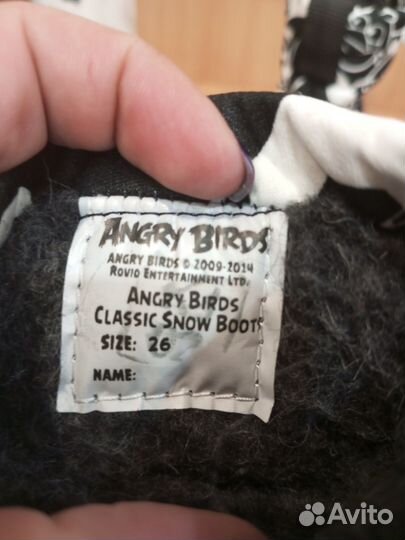 ANGRY BIRDS
ANGRY BIRDS © 2009-2014
ROVIO ENTERTAINMENT LTD.
ANGRY BIRDS
CLASSIC SNOW BOOTS
SIZE: 26
NAME:
Avito